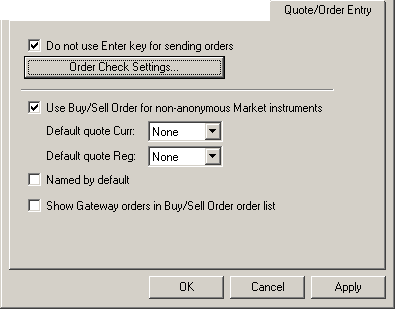 Quote/Order Entry
Do not use Enter key for sending orders
Order Check Settings...
Use Buy/Sell Order for non-anonymous Market instruments
Default quote Curr: None
Default quote Reg: None
Named by default
Show Gateway orders in Buy/Sell Order order list
OK Cancel Apply